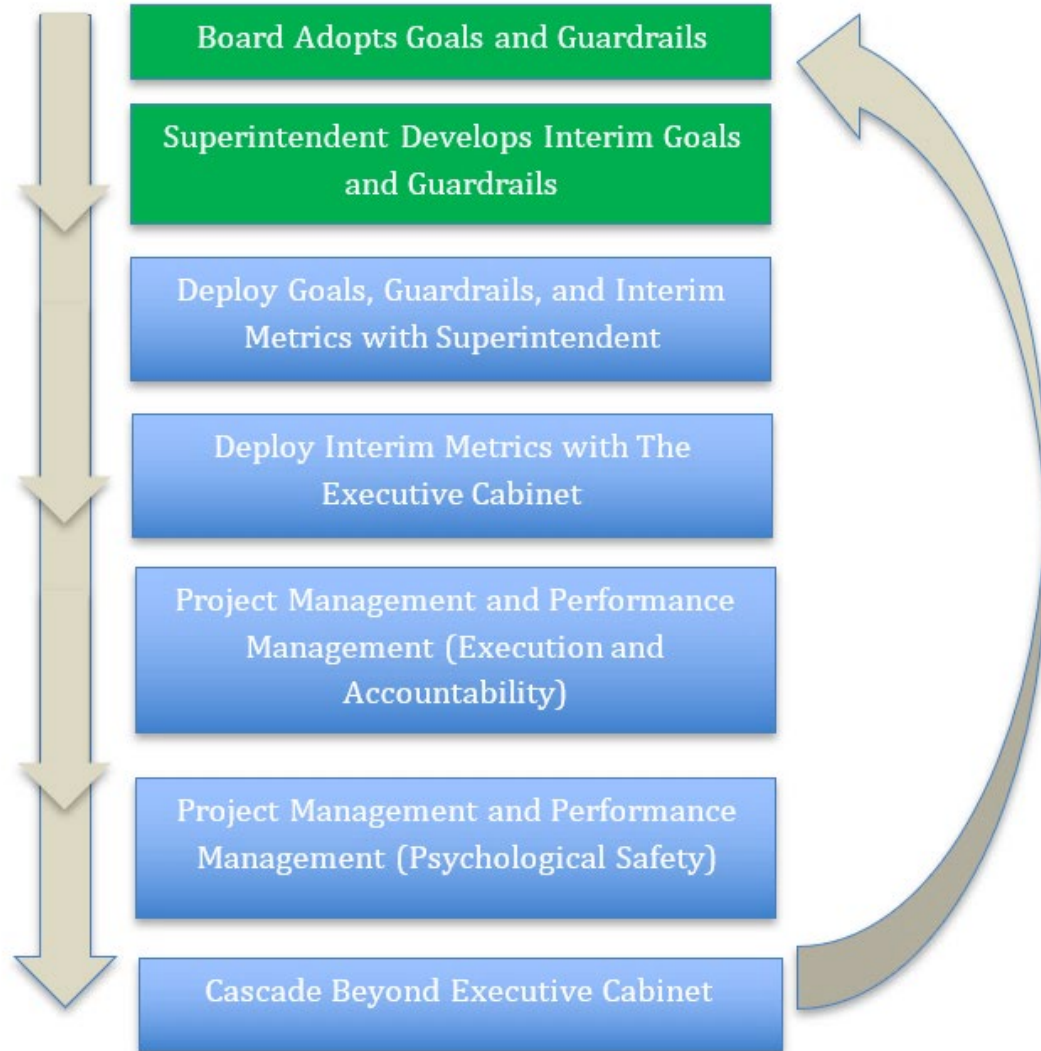 Board Adopts Goals and Guardrails
Superintendent Develops Interim Goals
and Guardrails
Deploy Goals, Guardrails, and Interim
Metrics with Superintendent
Deploy Interim Metrics with The
Executive Cabinet
Project Management and Performance
Management (Execution and
Accountability)
Project Management and Performance
Management (Psychological Safety)
Cascade Beyond Executive Cabinet